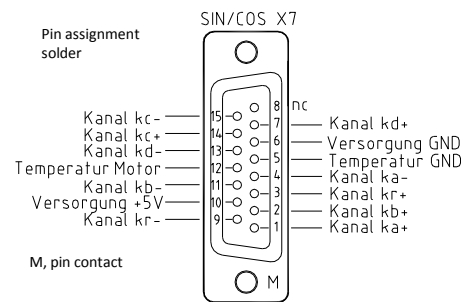 SIN/COS X7
Pin assignment
solder
8 nc
7 Kanal kd+
Kanal kc- 15
Kanal kc+ 14
6 Versorgung GND
Kanal kd- 13
5 Temperatur GND
Temperatur Motor 12
4 Kanal ka-
Kanal kb- 11
3 Kanal kr+
Versorgung +5V 10
2 Kanal kb+
Kanal kr- 9
1 Kanal ka+
M, pin contact
M